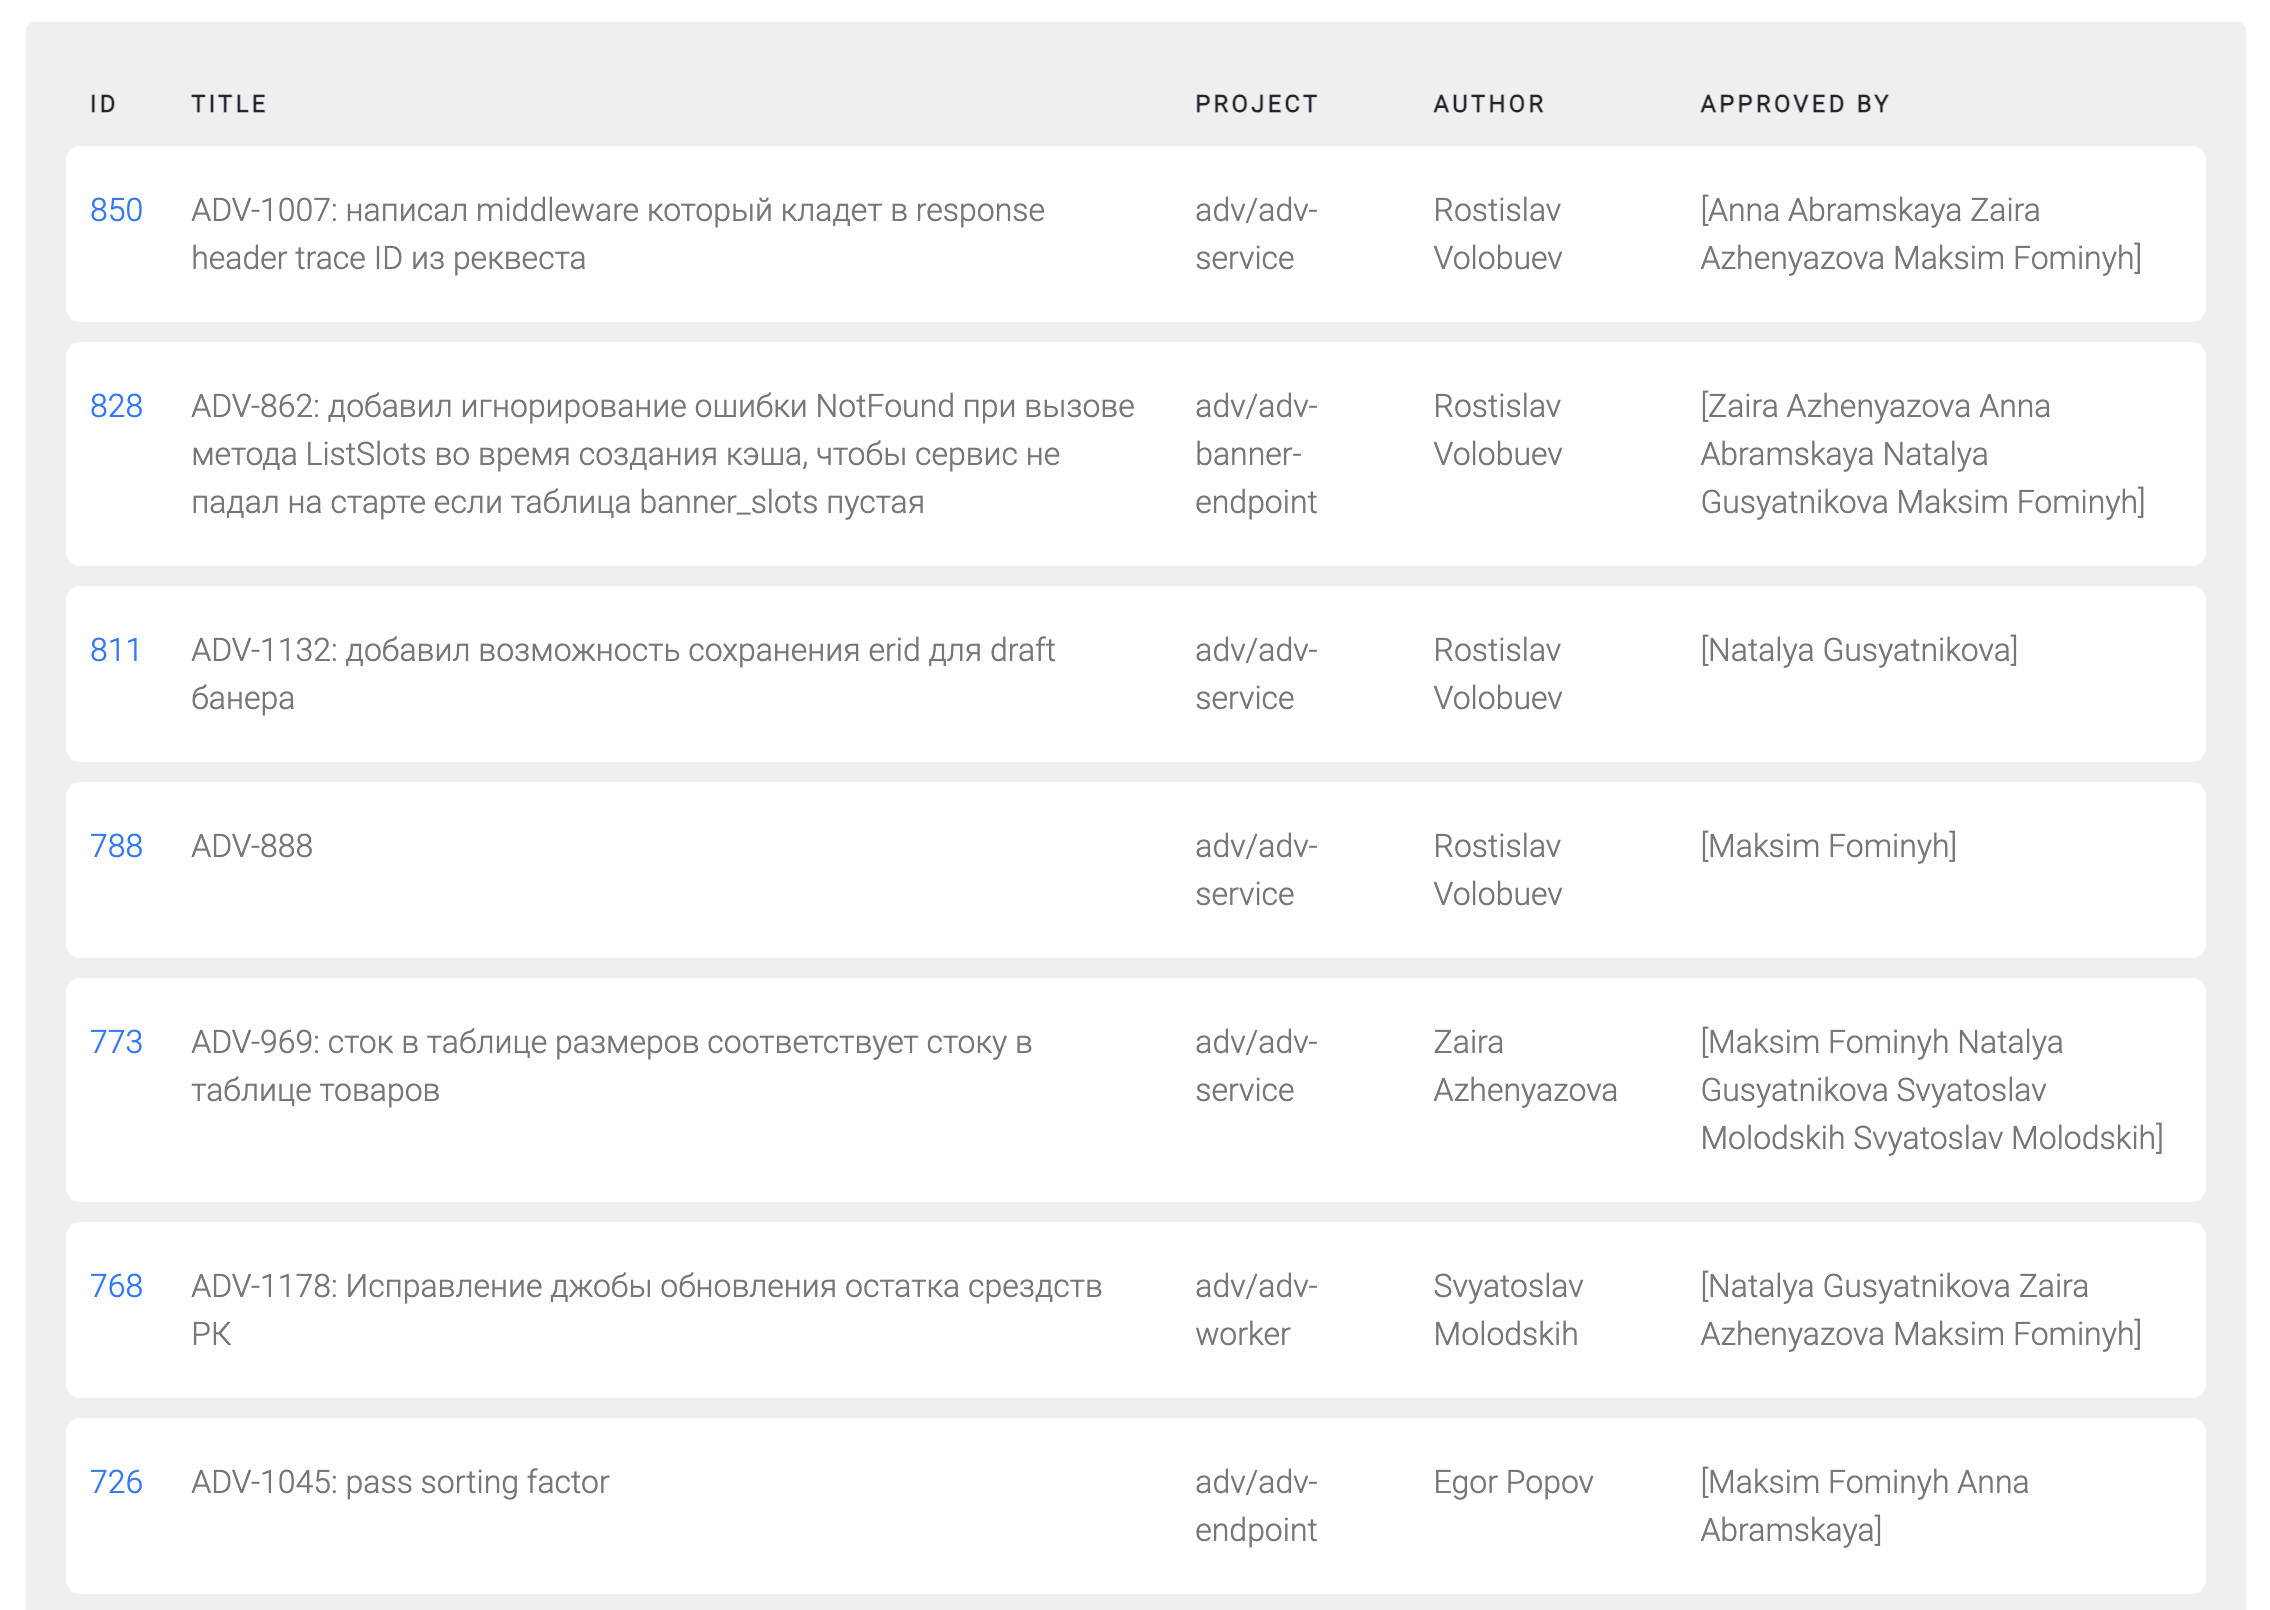 ID TITLE PROJECT AUTHOR APPROVED BY
850 ADV-1007: написал middleware который кладет в response adv/adv- Rostislav [Anna Abramskaya Zaira
header trace ID из реквеста service Volobuev Azhenyazova Maksim Fominyh]
828 ADV-862: добавил игнорирование ошибки NotFound при вызове adv/adv- Rostislav [Zaira Azhenyazova Anna
метода ListSlots во время создания кэша, чтобы сервис не banner- Volobuev Abramskaya Natalya
падал на старте если таблица banner_slots пустая endpoint Gusyatnikova Maksim Fominyh]
811 ADV-1132: добавил возможность сохранения erid для draft adv/adv- Rostislav [Natalya Gusyatnikova]
банера service Volobuev
788 ADV-888 adv/adv- Rostislav [Maksim Fominyh]
service Volobuev
773 ADV-969: сток в таблице размеров соответствует стоку в adv/adv- Zaira [Maksim Fominyh Natalya
таблице товаров service Azhenyazova Gusyatnikova Svyatoslav
Molodskih Svyatoslav Molodskih]
768 ADV-1178: Исправление джобы обновления остатка срездств adv/adv- Svyatoslav [Natalya Gusyatnikova Zaira
РК worker Molodskih Azhenyazova Maksim Fominyh]
726 ADV-1045: pass sorting factor adv/adv- Egor Popov [Maksim Fominyh Anna
endpoint Abramskaya]